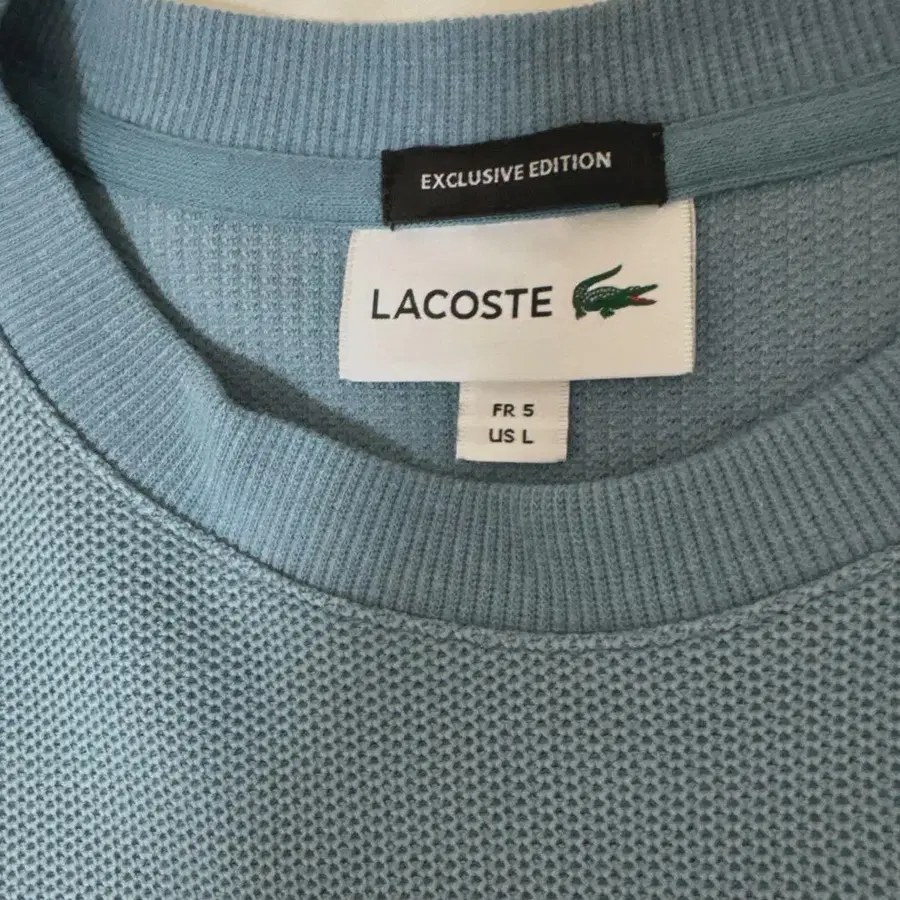 EXCLUSIVE EDITION
LACOSTE
FR 5
US L